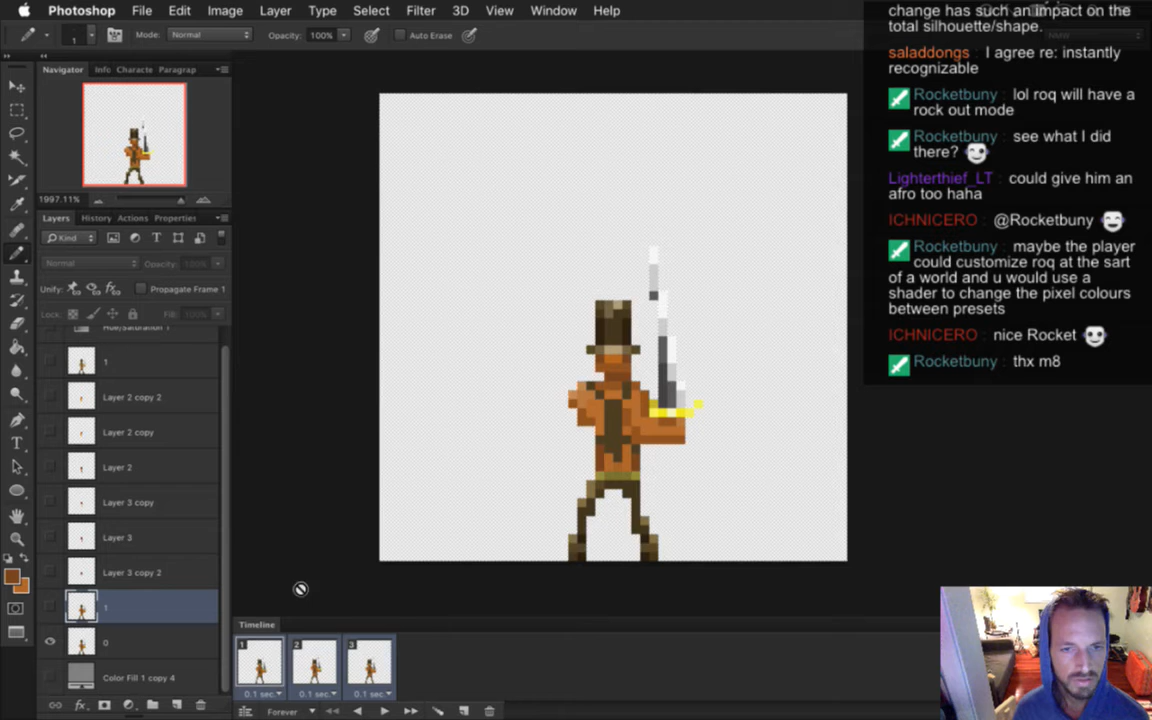 Photoshop File Edit Image Layer Type Select Filter 3D View Window Help
1 Mode: Normal Opacity: 100% Auto Erase
Navigator Info Characte Paragrap
1997.11%
Layers History Actions Properties
Kind
Normal Opacity: 100%
Unify: Propagate Frame 1
Lock: Fill: 100%
Hue/Saturation 1
1
Layer 2 copy 2
Layer 2 copy
Layer 2
Layer 3 copy
Layer 3
Layer 3 copy 2
1
0
Color Fill 1 copy 4
Timeline
1 2 3
0.1 sec. 0.1 sec. 0.1 sec.
Forever
change has such an impact on the
total silhouette/shape.
saladdongs : I agree re: instantly
recognizable
Rocketbuny : lol roq will have a
rock out mode
Rocketbuny : see what I did
there?
Lighterthief_LT : could give him an
afro too haha
ICHNICERO : @Rocketbuny
Rocketbuny : maybe the player
could customize roq at the sart
of a world and u would use a
shader to change the pixel colours
between presets
ICHNICERO : nice Rocket
Rocketbuny : thx m8